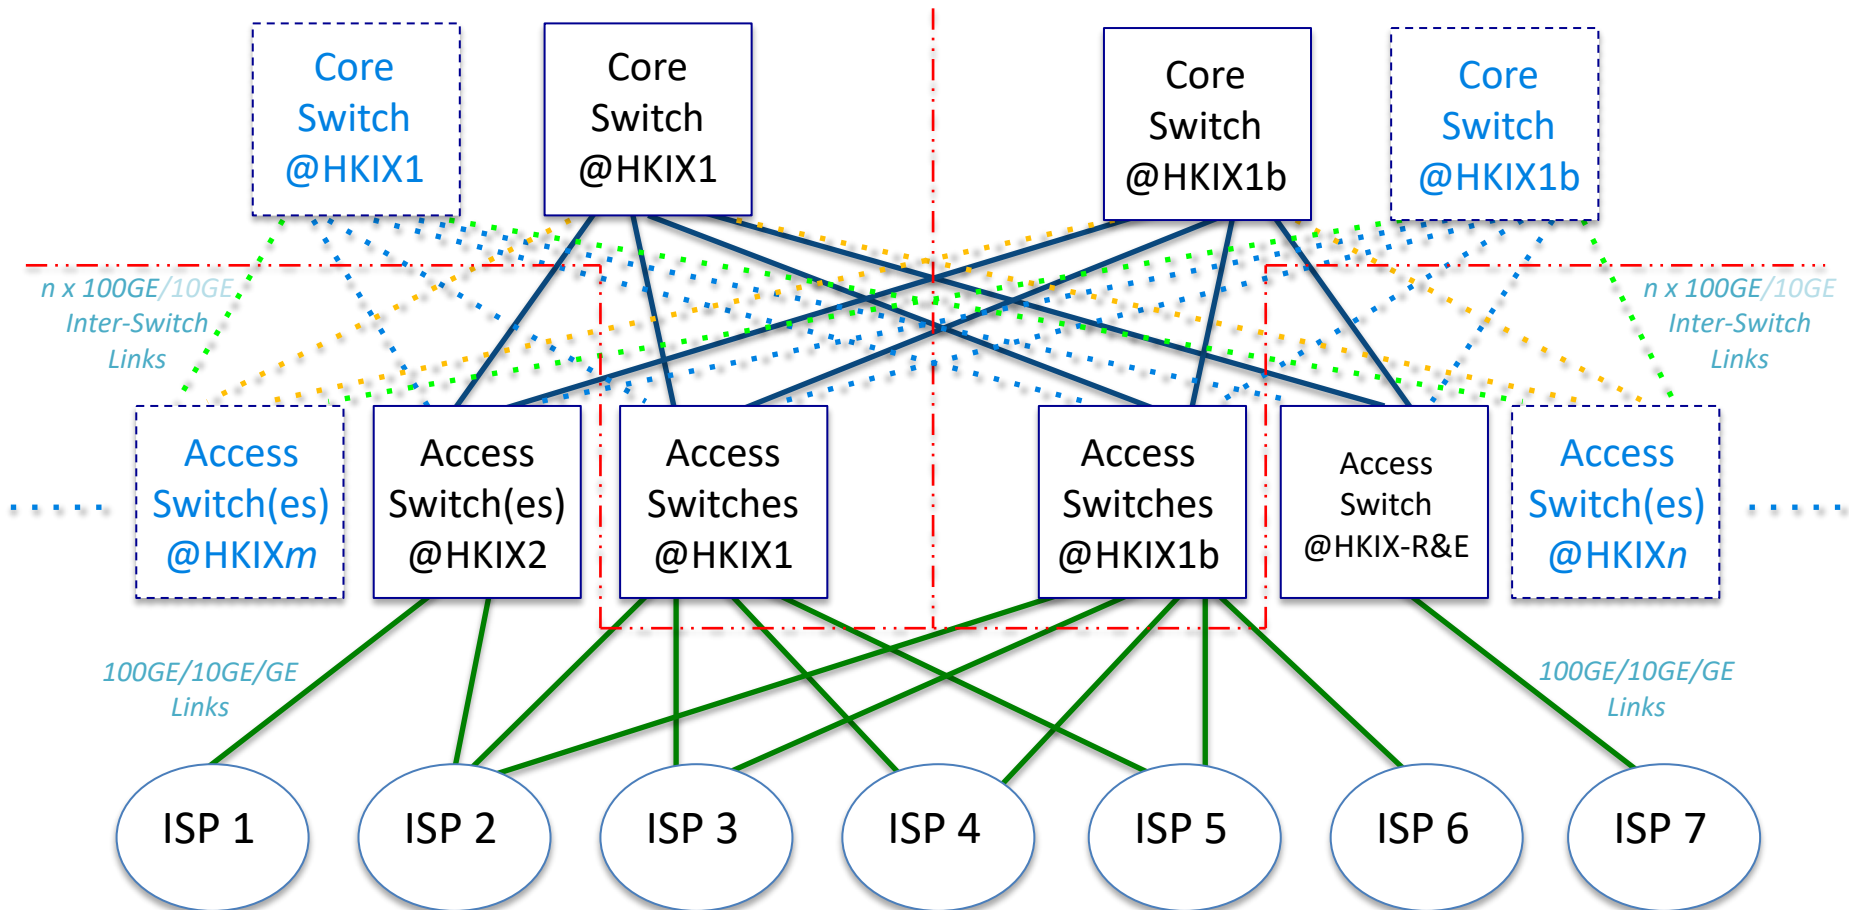 Core
Switch
@HKIX1
Core
Switch
@HKIX1
Core
Switch
@HKIX1b
Core
Switch
@HKIX1b
n x 100GE/10GE
Inter-Switch
Links
n x 100GE/10GE
Inter-Switch
Links
Access
Switch(es)
@HKIXm
Access
Switch(es)
@HKIX2
Access
Switches
@HKIX1
Access
Switches
@HKIX1b
Access
Switch
@HKIX-R&E
Access
Switch(es)
@HKIXn
100GE/10GE/GE
Links
100GE/10GE/GE
Links
ISP 1
ISP 2
ISP 3
ISP 4
ISP 5
ISP 6
ISP 7